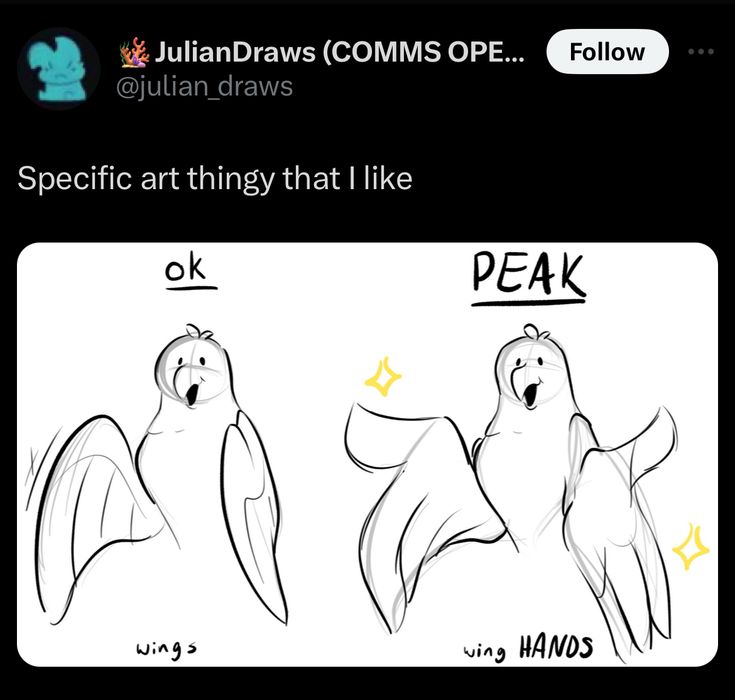 🪸 JulianDraws (COMMS OPE...
Follow
@julian_draws
Specific art thingy that I like
ok
PEAK
wings
wing HANDS